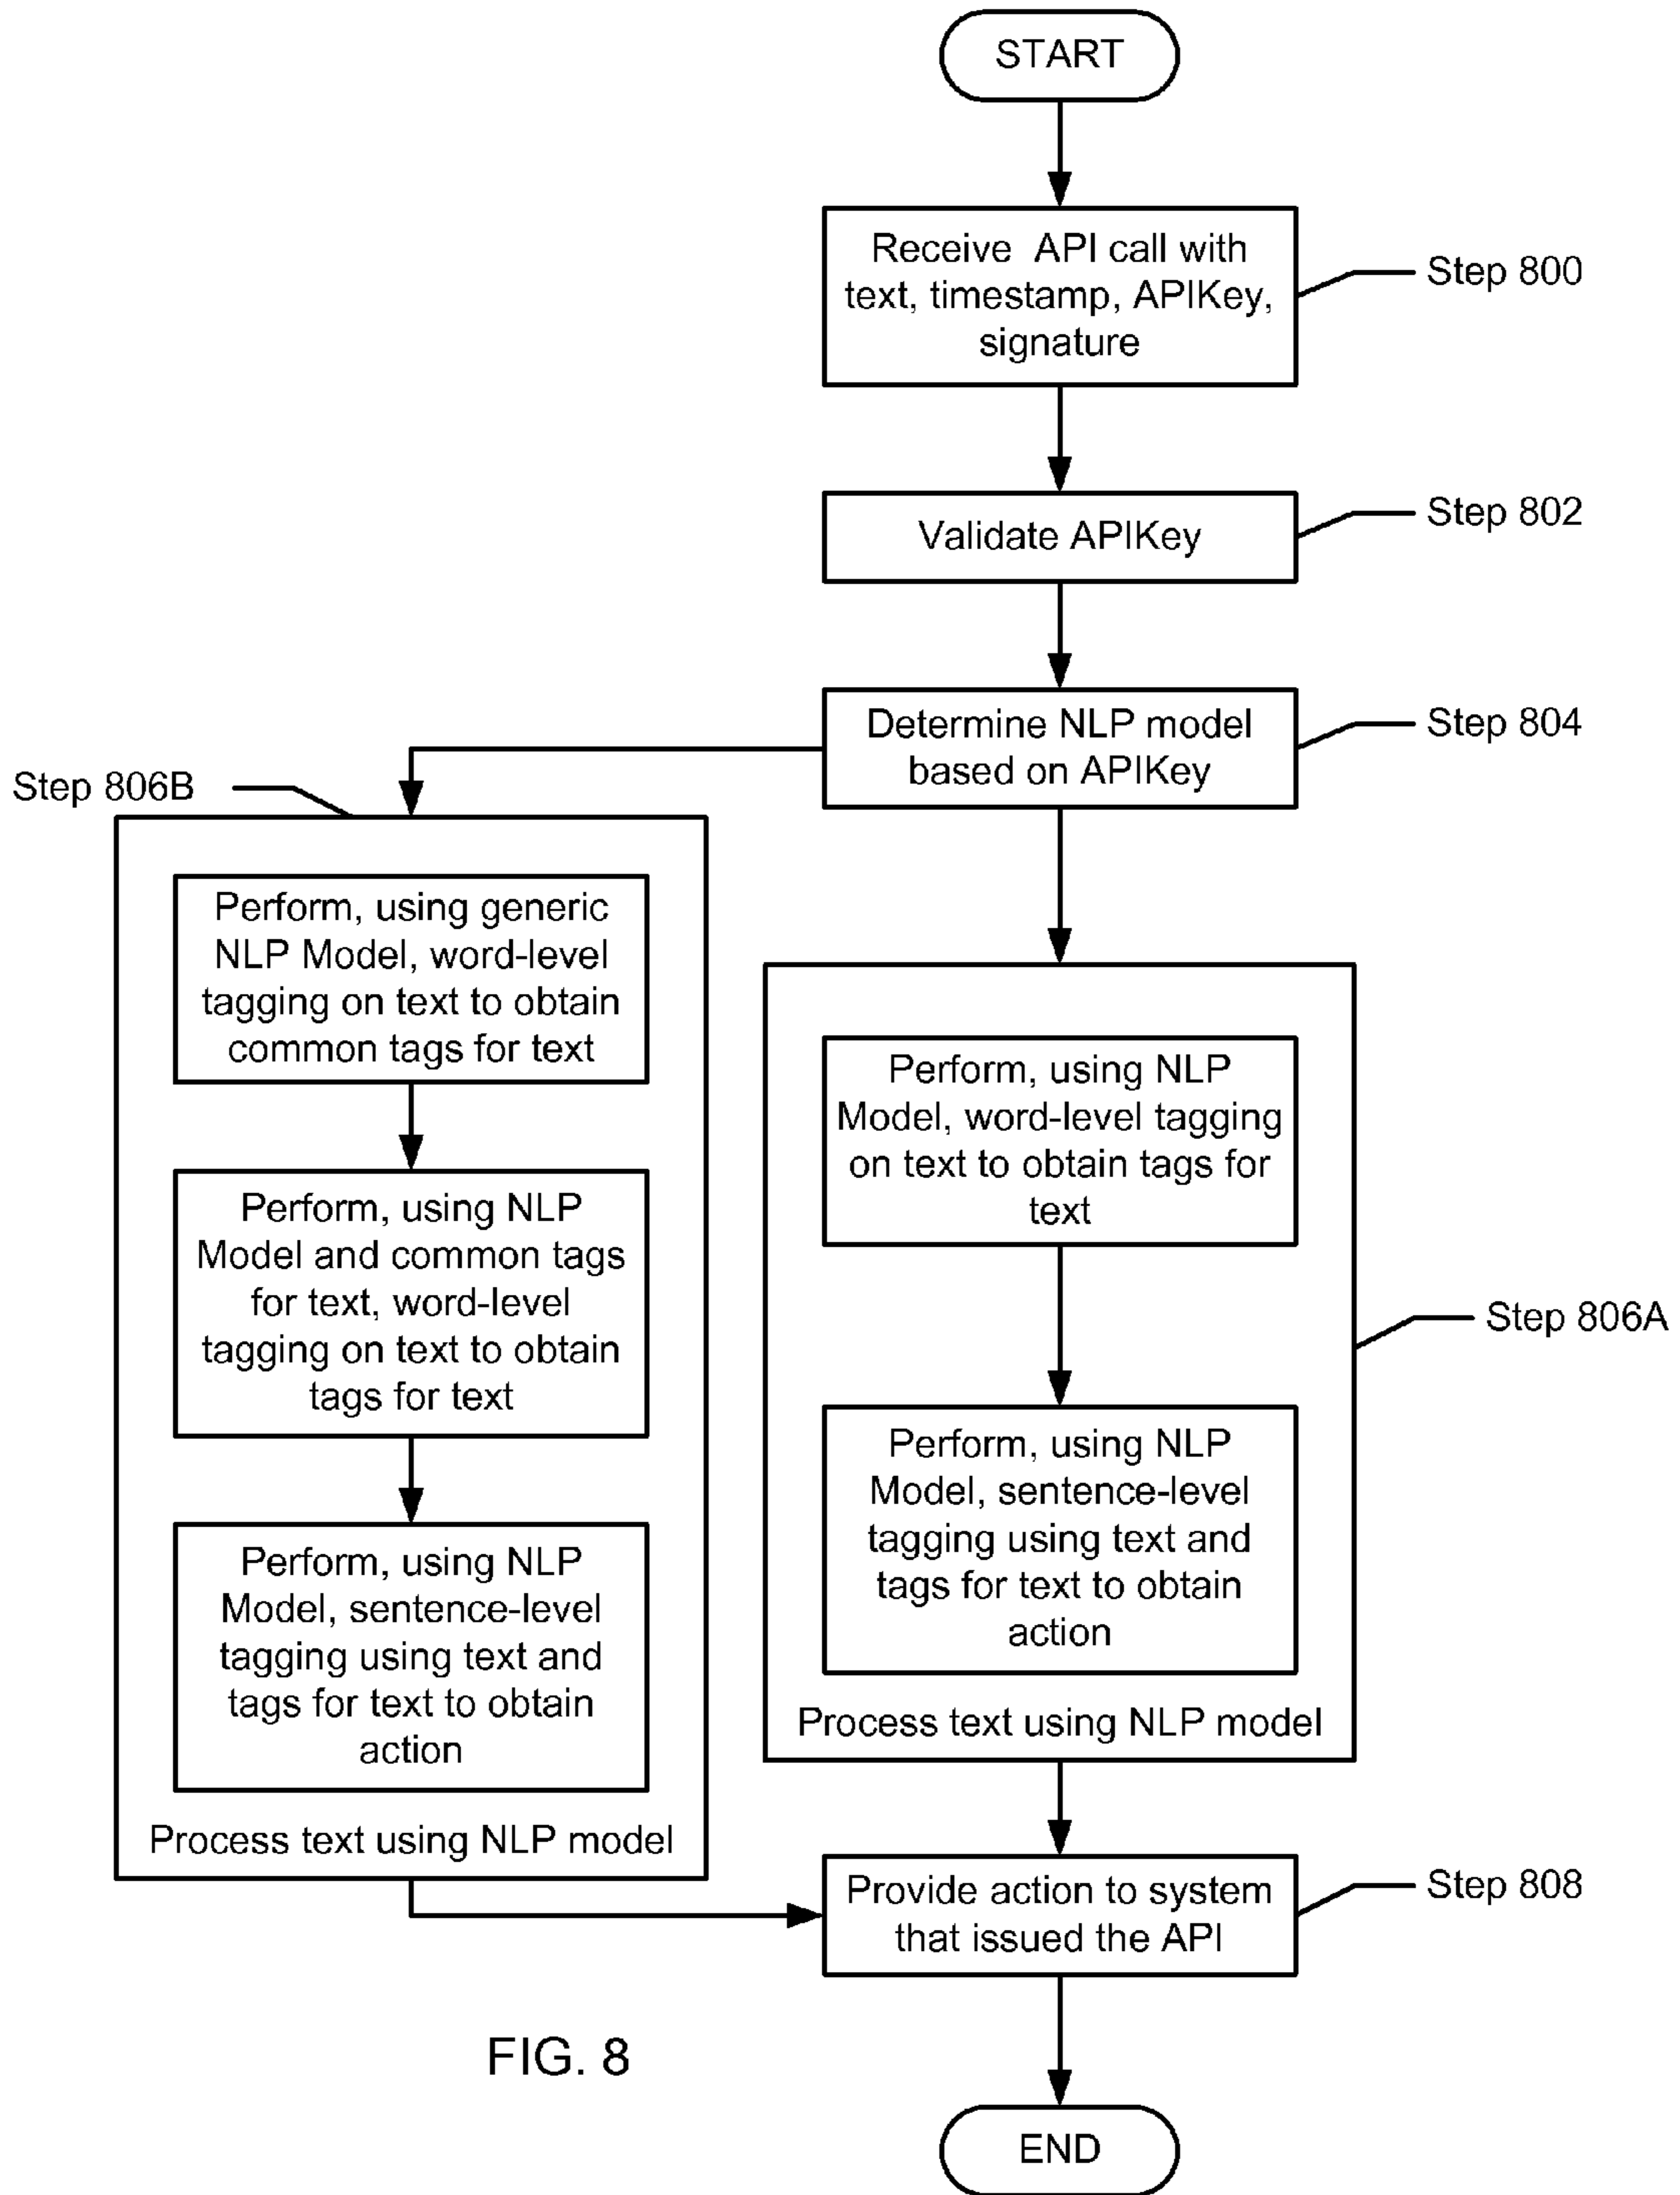 START
Receive API call with
text, timestamp, APIKey,
signature
Step 800
Validate APIKey
Step 802
Determine NLP model
based on APIKey
Step 804
Step 806B
Perform, using generic
NLP Model, word-level
tagging on text to obtain
common tags for text
Perform, using NLP
Model and common tags
for text, word-level
tagging on text to obtain
tags for text
Perform, using NLP
Model, sentence-level
tagging using text and
tags for text to obtain
action
Process text using NLP model
Perform, using NLP
Model, word-level tagging
on text to obtain tags for
text
Step 806A
Perform, using NLP
Model, sentence-level
tagging using text and
tags for text to obtain
action
Process text using NLP model
Provide action to system
that issued the API
Step 808
FIG. 8
END